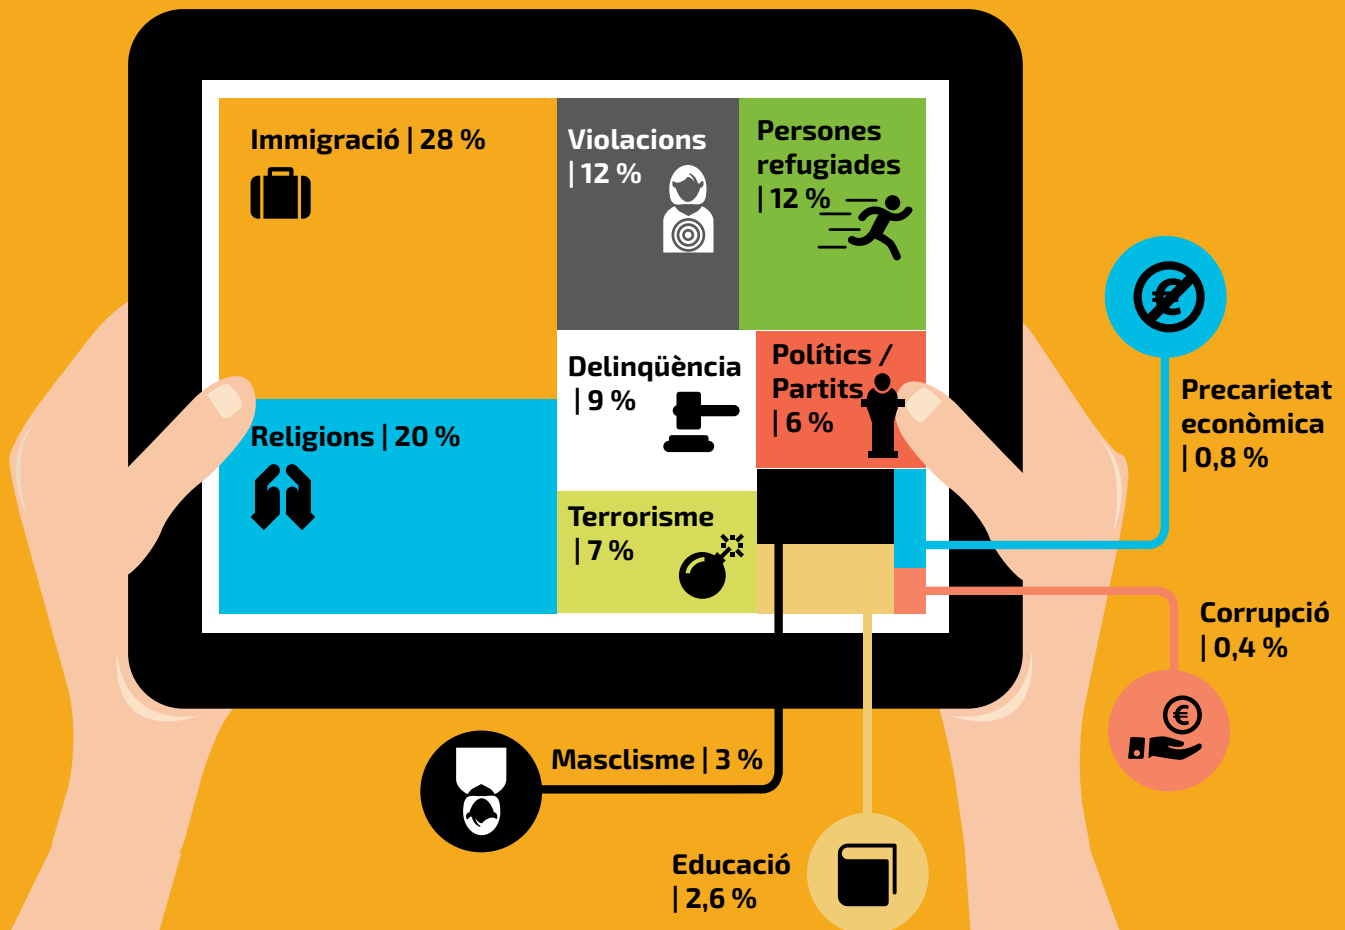 Immigració | 28 %
Violacions
| 12 %
Persones
refugiades
| 12 %
Religions | 20 %
Delinqüència
| 9 %
Polítics /
Partits
| 6 %
Terrorisme
| 7 %
Precarietat
econòmica
| 0,8 %
Corrupció
| 0,4 %
Masclisme | 3 %
Educació
| 2,6 %